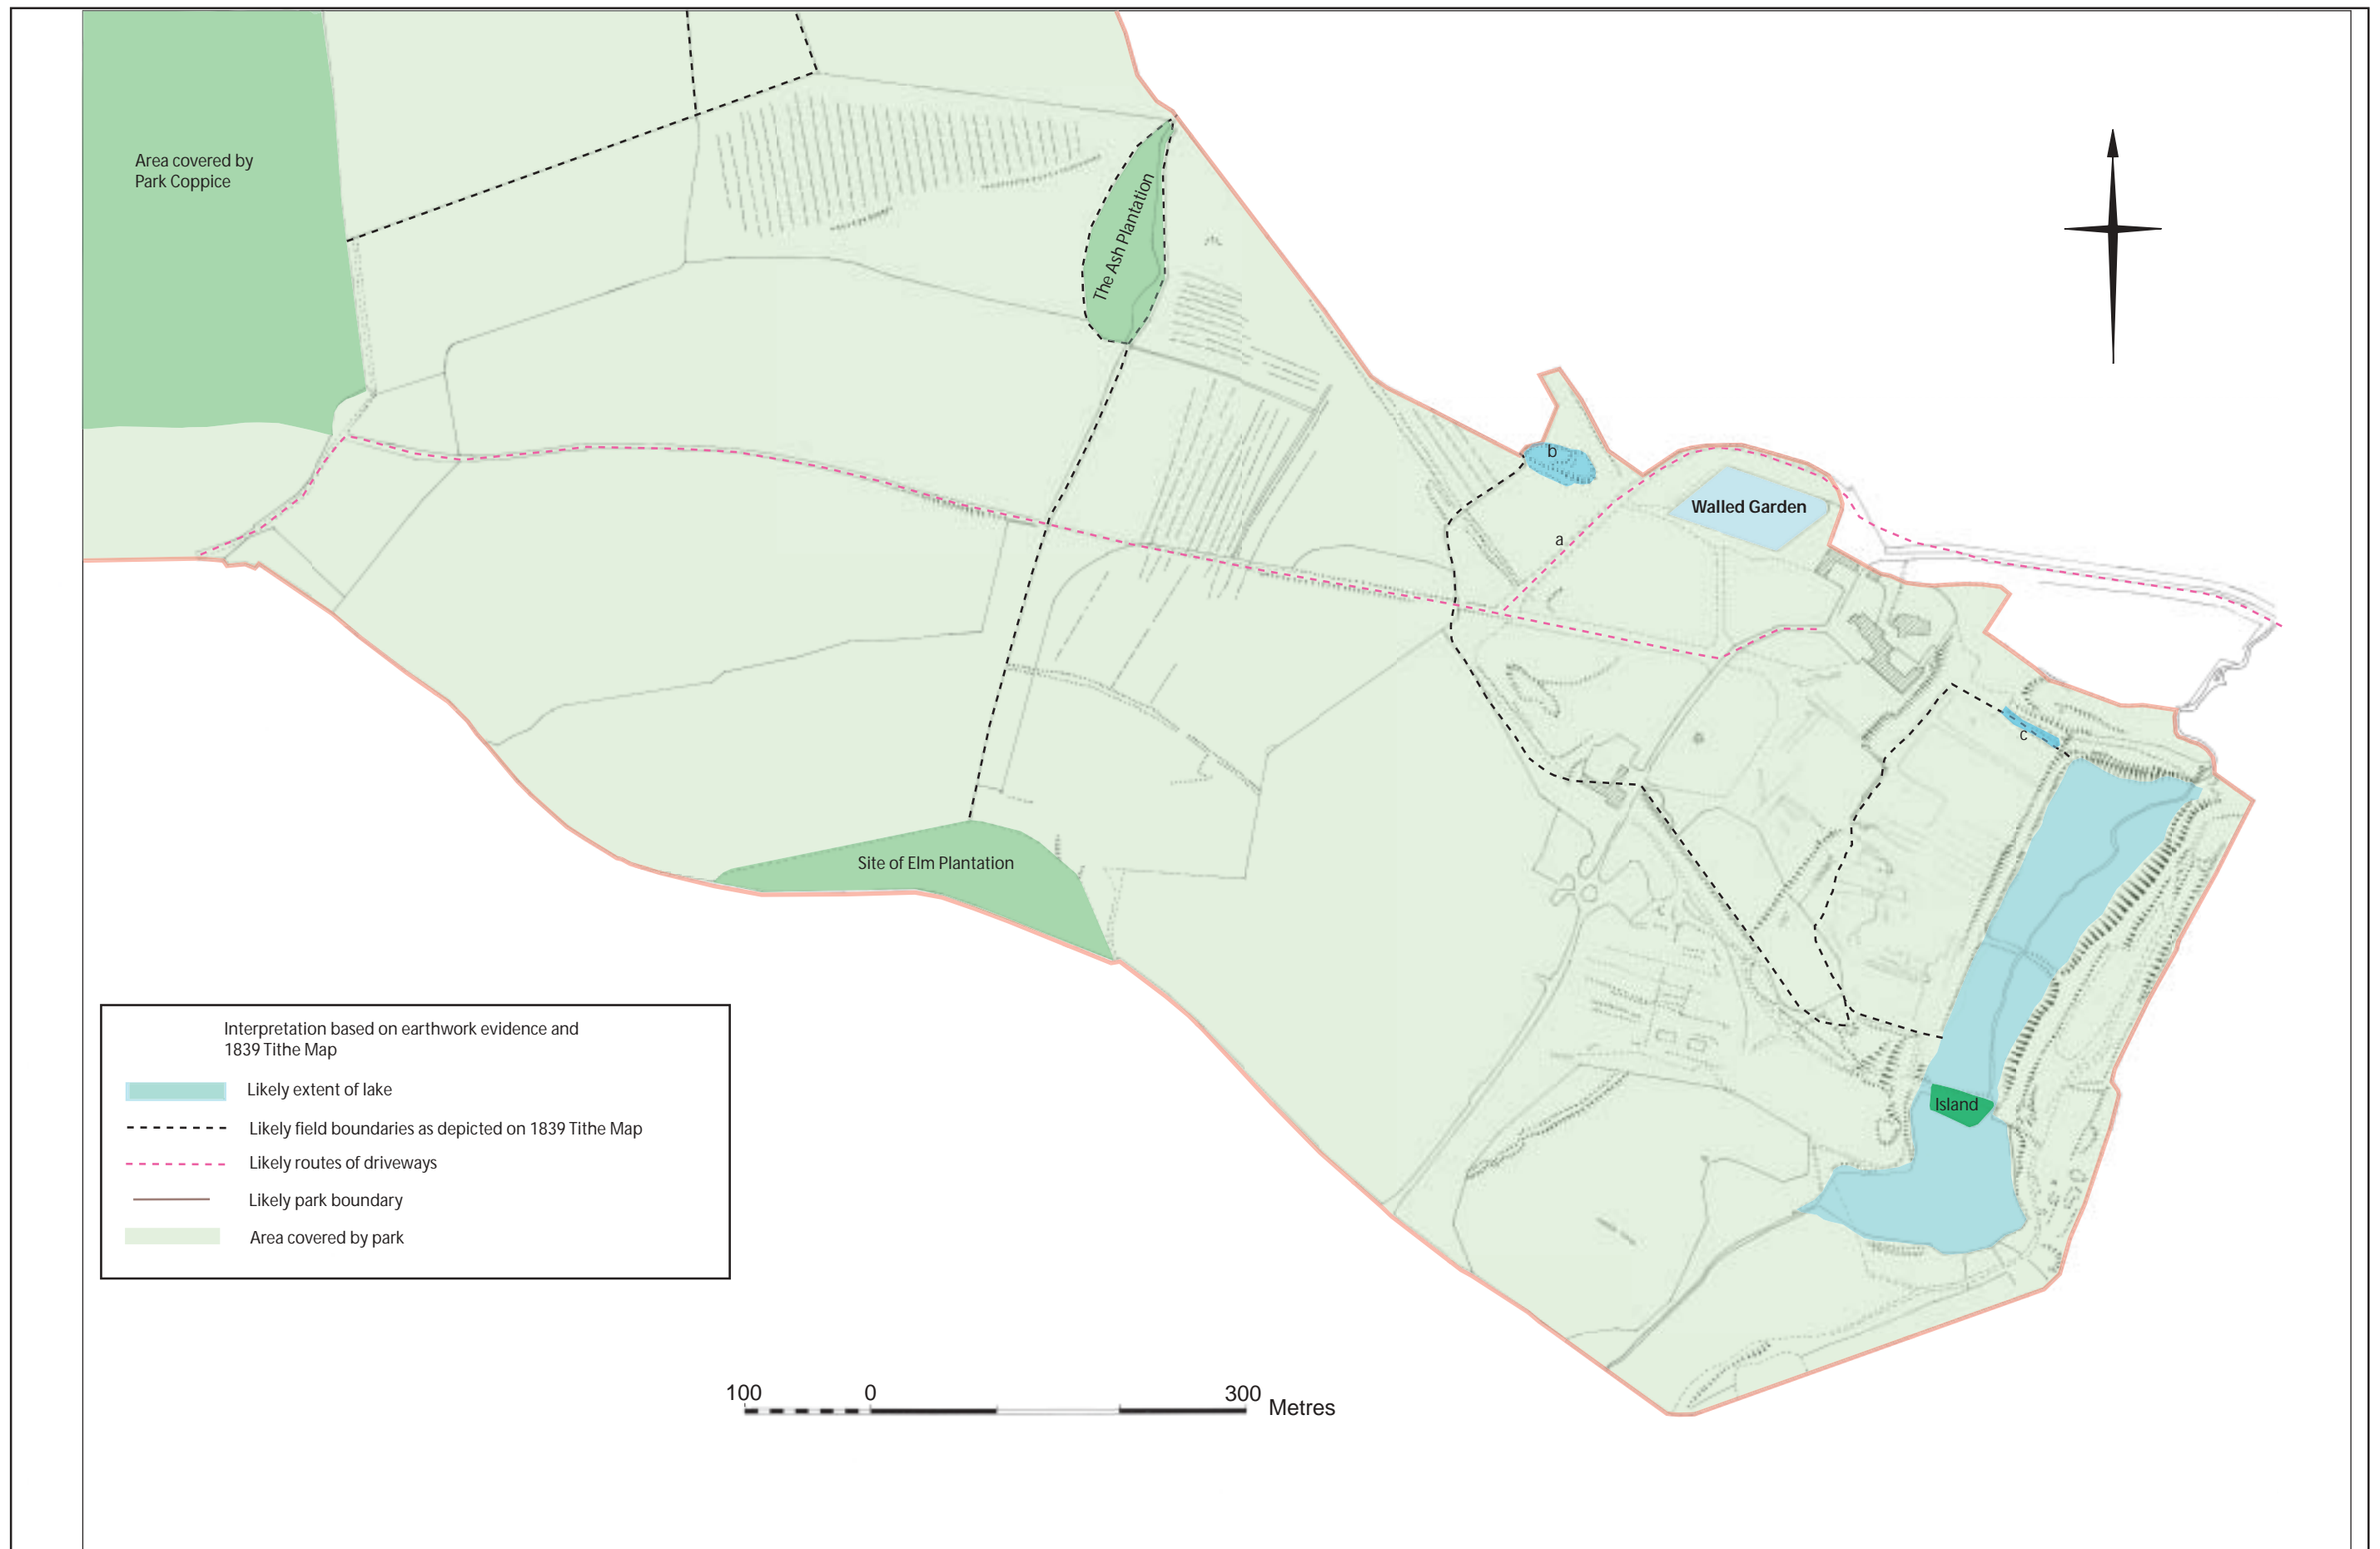 Area covered by
Park Coppice
The Ash Plantation
b
Walled Garden
a
c
Site of Elm Plantation
Island
Interpretation based on earthwork evidence and
1839 Tithe Map
Likely extent of lake
Likely field boundaries as depicted on 1839 Tithe Map
Likely routes of driveways
Likely park boundary
Area covered by park
100 0 300 Metres